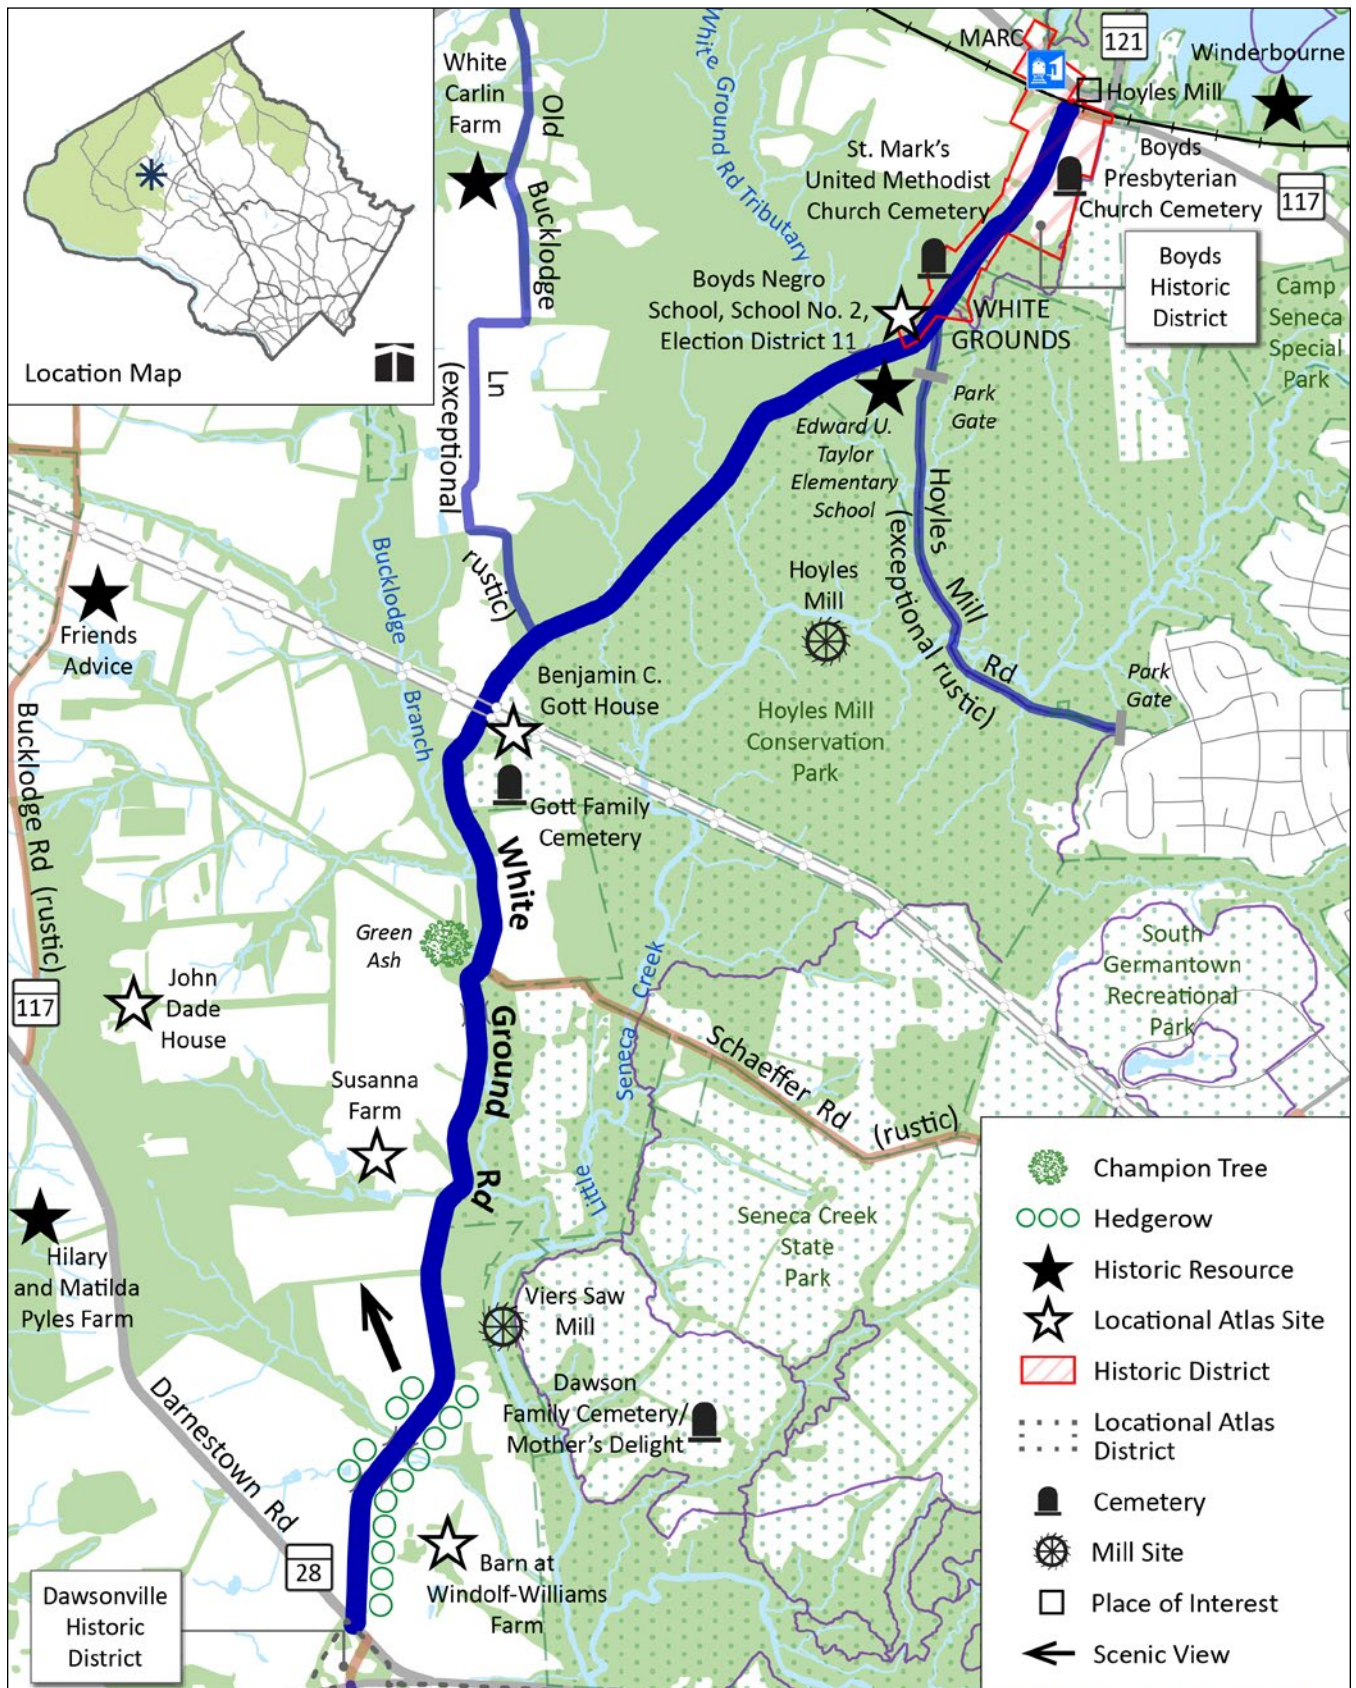 Location Map
White
Carlin
Farm
Old
Bucklodge
Ln
(exceptional
rustic)
White Ground Rd Tributary
MARC
121
Winderbourne
Hoyles Mill
Boyds
Presbyterian
Church Cemetery
117
St. Mark's
United Methodist
Church Cemetery
Boyds
Historic
District
Boyds Negro
School, School No. 2,
Election District 11
WHITE
GROUNDS
Camp
Seneca
Special
Park
Park
Gate
Edward U.
Taylor
Elementary
School
Hoyles
Mill
Rd
(exceptional rustic)
Hoyles
Mill
Park
Gate
Hoyles Mill
Conservation
Park
Friends
Advice
Bucklodge
Branch
Benjamin C.
Gott House
Gott Family
Cemetery
Bucklodge Rd (rustic)
117
White
Ground
Rd
Green
Ash
John
Dade
House
Susanna
Farm
Little
Seneca
Creek
Schaeffer Rd
(rustic)
South
Germantown
Recreational
Park
Seneca Creek
State
Park
Hilary
and Matilda
Pyles Farm
Viers Saw
Mill
Dawson
Family Cemetery/
Mother's Delight
Darnestown Rd
28
Barn at
Windolf-Williams
Farm
Dawsonville
Historic
District
Champion Tree
Hedgerow
Historic Resource
Locational Atlas Site
Historic District
Locational Atlas
District
Cemetery
Mill Site
Place of Interest
Scenic View